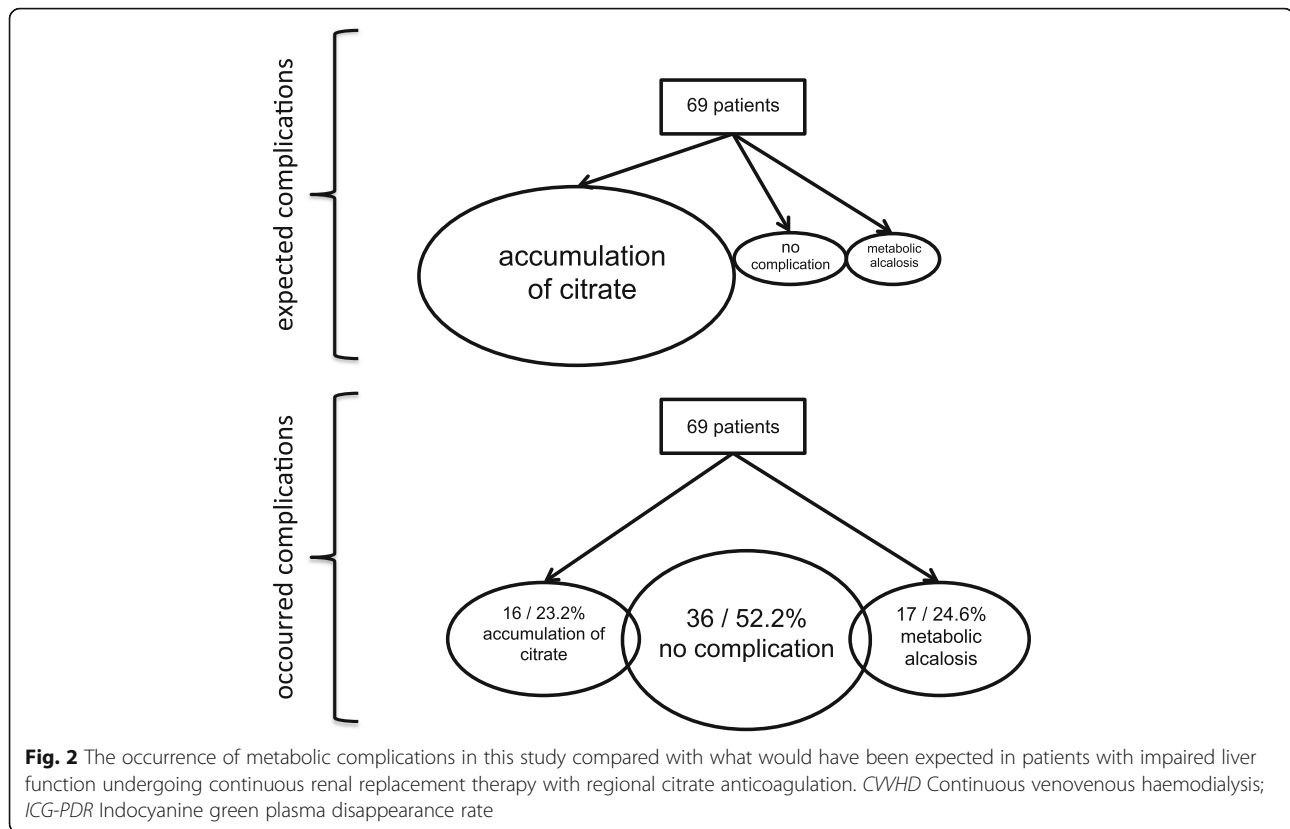 expected complications
69 patients
accumulation
of citrate
no
complication
metabolic
alcalosis
occourred complications
69 patients
16 / 23.2%
accumulation of
citrate
36 / 52.2%
no complication
17 / 24.6%
metabolic
alcalosis
Fig. 2 The occurrence of metabolic complications in this study compared with what would have been expected in patients with impaired liver
function undergoing continuous renal replacement therapy with regional citrate anticoagulation. CVVHD Continuous venovenous haemodialysis;
ICG-PDR Indocyanine green plasma disappearance rate